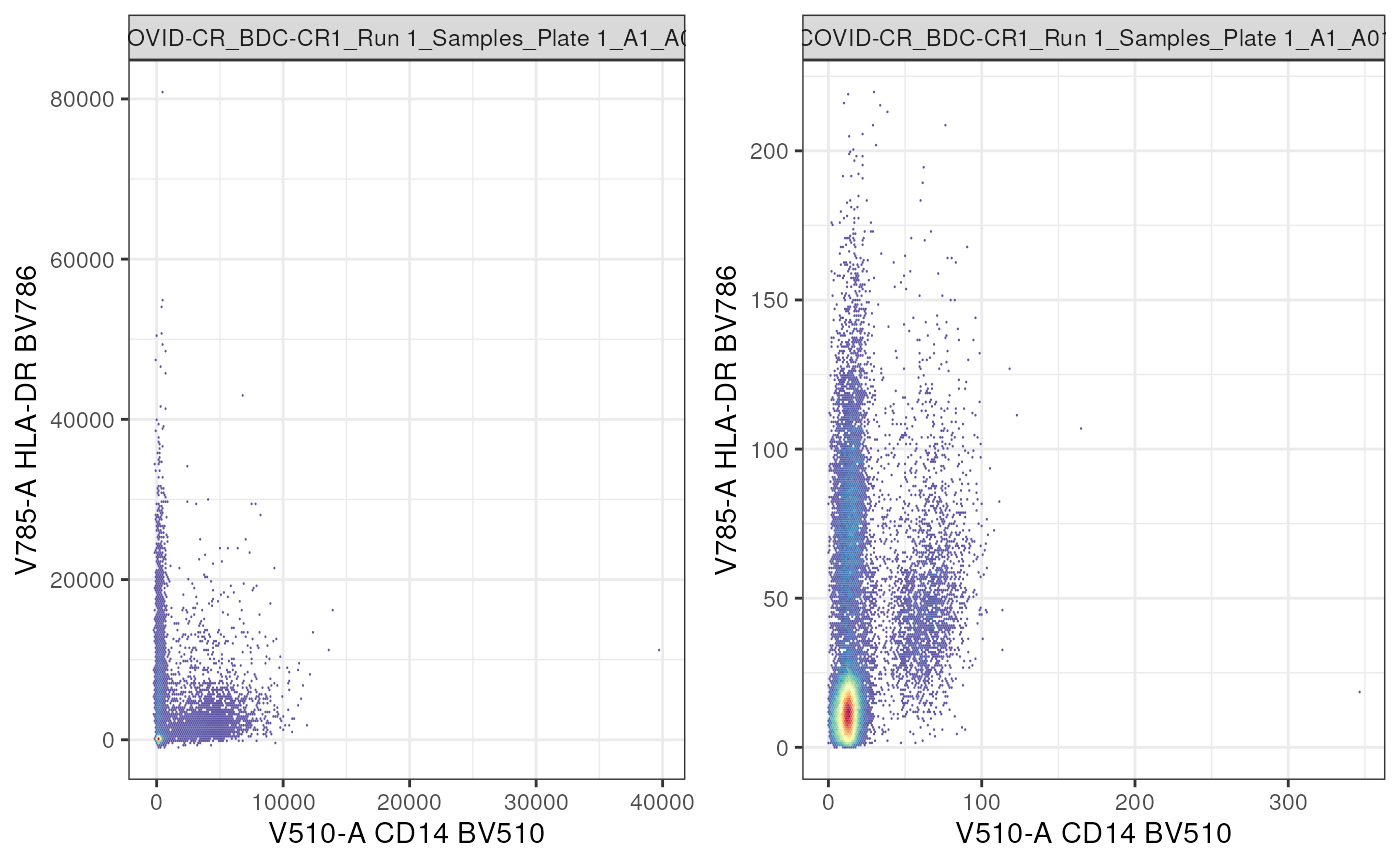 OVID-CR_BDC-CR1_Run 1_Samples_Plate 1_A1_A0
V785-A HLA-DR BV786
80000
60000
40000
20000
0
0 10000 20000 30000 40000
V510-A CD14 BV510
COVID-CR_BDC-CR1_Run 1_Samples_Plate 1_A1_A01
V785-A HLA-DR BV786
200
150
100
50
0
0 100 200 300
V510-A CD14 BV510